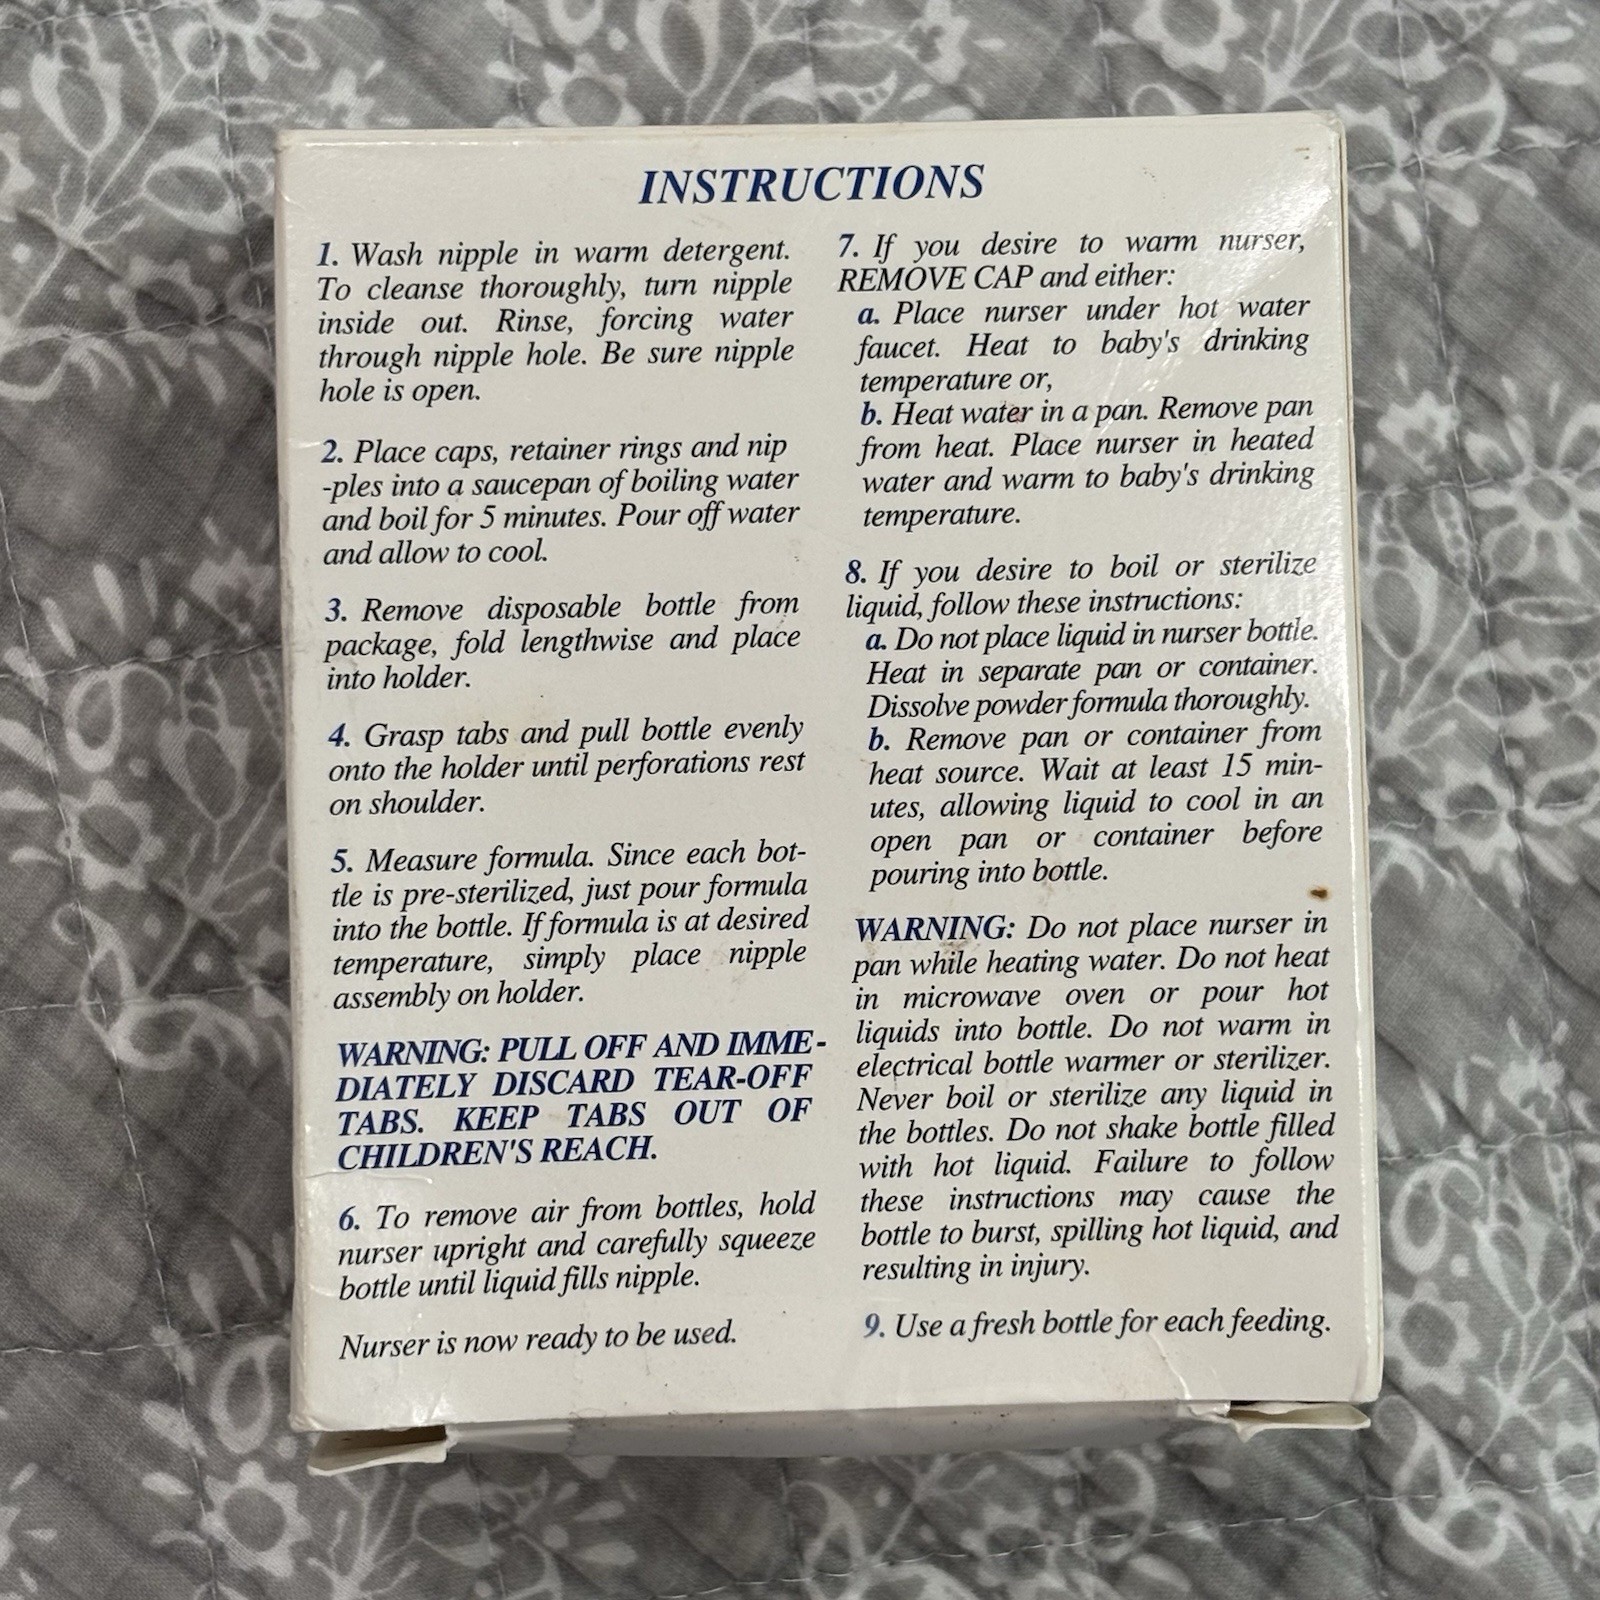 INSTRUCTIONS
1. Wash nipple in warm detergent.
To cleanse thoroughly, turn nipple
inside out. Rinse, forcing water
through nipple hole. Be sure nipple
hole is open.
2. Place caps, retainer rings and nip
-ples into a saucepan of boiling water
and boil for 5 minutes. Pour off water
and allow to cool.
3. Remove disposable bottle from
package, fold lengthwise and place
into holder.
4. Grasp tabs and pull bottle evenly
onto the holder until perforations rest
on shoulder.
5. Measure formula. Since each bot-
tle is pre-sterilized, just pour formula
into the bottle. If formula is at desired
temperature, simply place nipple
assembly on holder.
WARNING: PULL OFF AND IMME-
DIATELY DISCARD TEAR-OFF
TABS. KEEP TABS OUT OF
CHILDREN'S REACH.
6. To remove air from bottles, hold
nurser upright and carefully squeeze
bottle until liquid fills nipple.
Nurser is now ready to be used.
7. If you desire to warm nurser,
REMOVE CAP and either:
a. Place nurser under hot water
faucet. Heat to baby's drinking
temperature or,
b. Heat water in a pan. Remove pan
from heat. Place nurser in heated
water and warm to baby's drinking
temperature.
8. If you desire to boil or sterilize
liquid, follow these instructions:
a. Do not place liquid in nurser bottle.
Heat in separate pan or container.
Dissolve powder formula thoroughly.
b. Remove pan or container from
heat source. Wait at least 15 min-
utes, allowing liquid to cool in an
open pan or container before
pouring into bottle.
WARNING: Do not place nurser in
pan while heating water. Do not heat
in microwave oven or pour hot
liquids into bottle. Do not warm in
electrical bottle warmer or sterilizer.
Never boil or sterilize any liquid in
the bottles. Do not shake bottle filled
with hot liquid. Failure to follow
these instructions may cause the
bottle to burst, spilling hot liquid, and
resulting in injury.
9. Use a fresh bottle for each feeding.